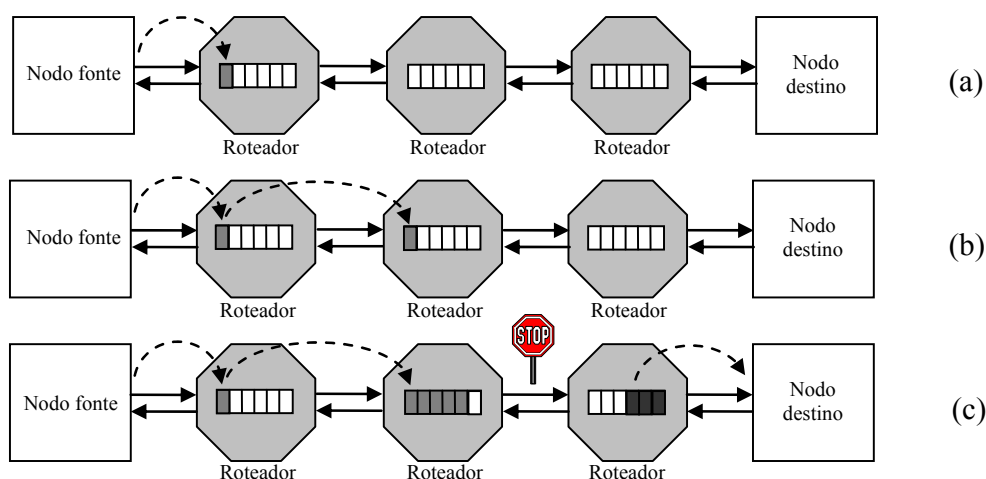 Nodo fonte
Nodo
destino
(a)
Roteador
Roteador
Roteador
Nodo fonte
Nodo
destino
(b)
Roteador
Roteador
Roteador
STOP
Nodo fonte
Nodo
destino
(c)
Roteador
Roteador
Roteador